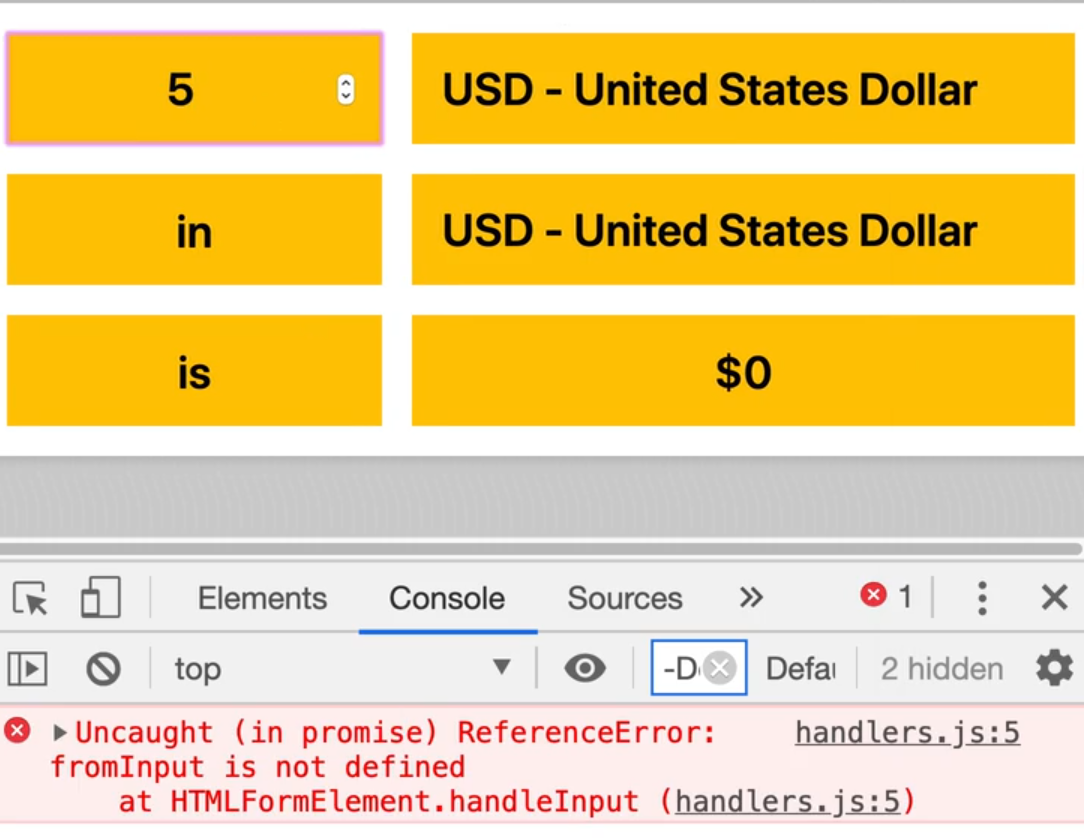 5 USD - United States Dollar
in USD - United States Dollar
is $0
Elements Console Sources 1
top -D Defau 2 hidden
Uncaught (in promise) ReferenceError: handlers.js:5
fromInput is not defined
at HTMLFormElement.handleInput (handlers.js:5)